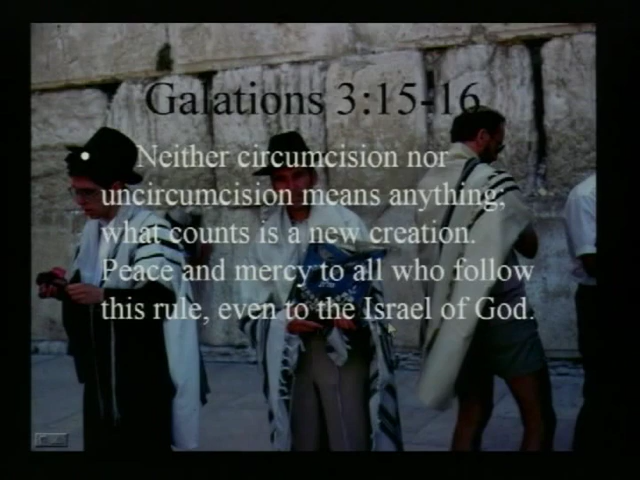 Galations 3:15-16
• Neither circumcision nor
uncircumcision means anything;
what counts is a new creation.
Peace and mercy to all who follow
this rule, even to the Israel of God.